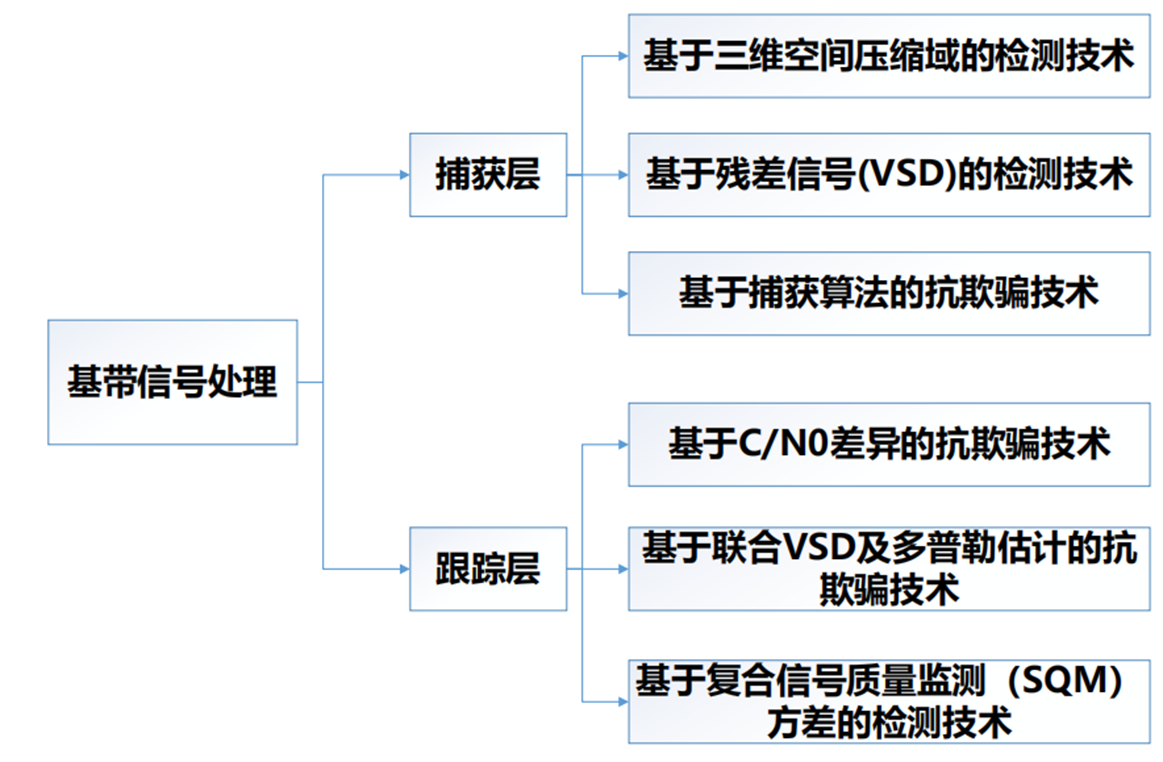 基于三维空间压缩域的检测技术
捕获层
基于残差信号(VSD)的检测技术
基于捕获算法的抗欺骗技术
基带信号处理
基于C/N0差异的抗欺骗技术
跟踪层
基于联合VSD及多普勒估计的抗
欺骗技术
基于复合信号质量监测（SQM）
方差的检测技术